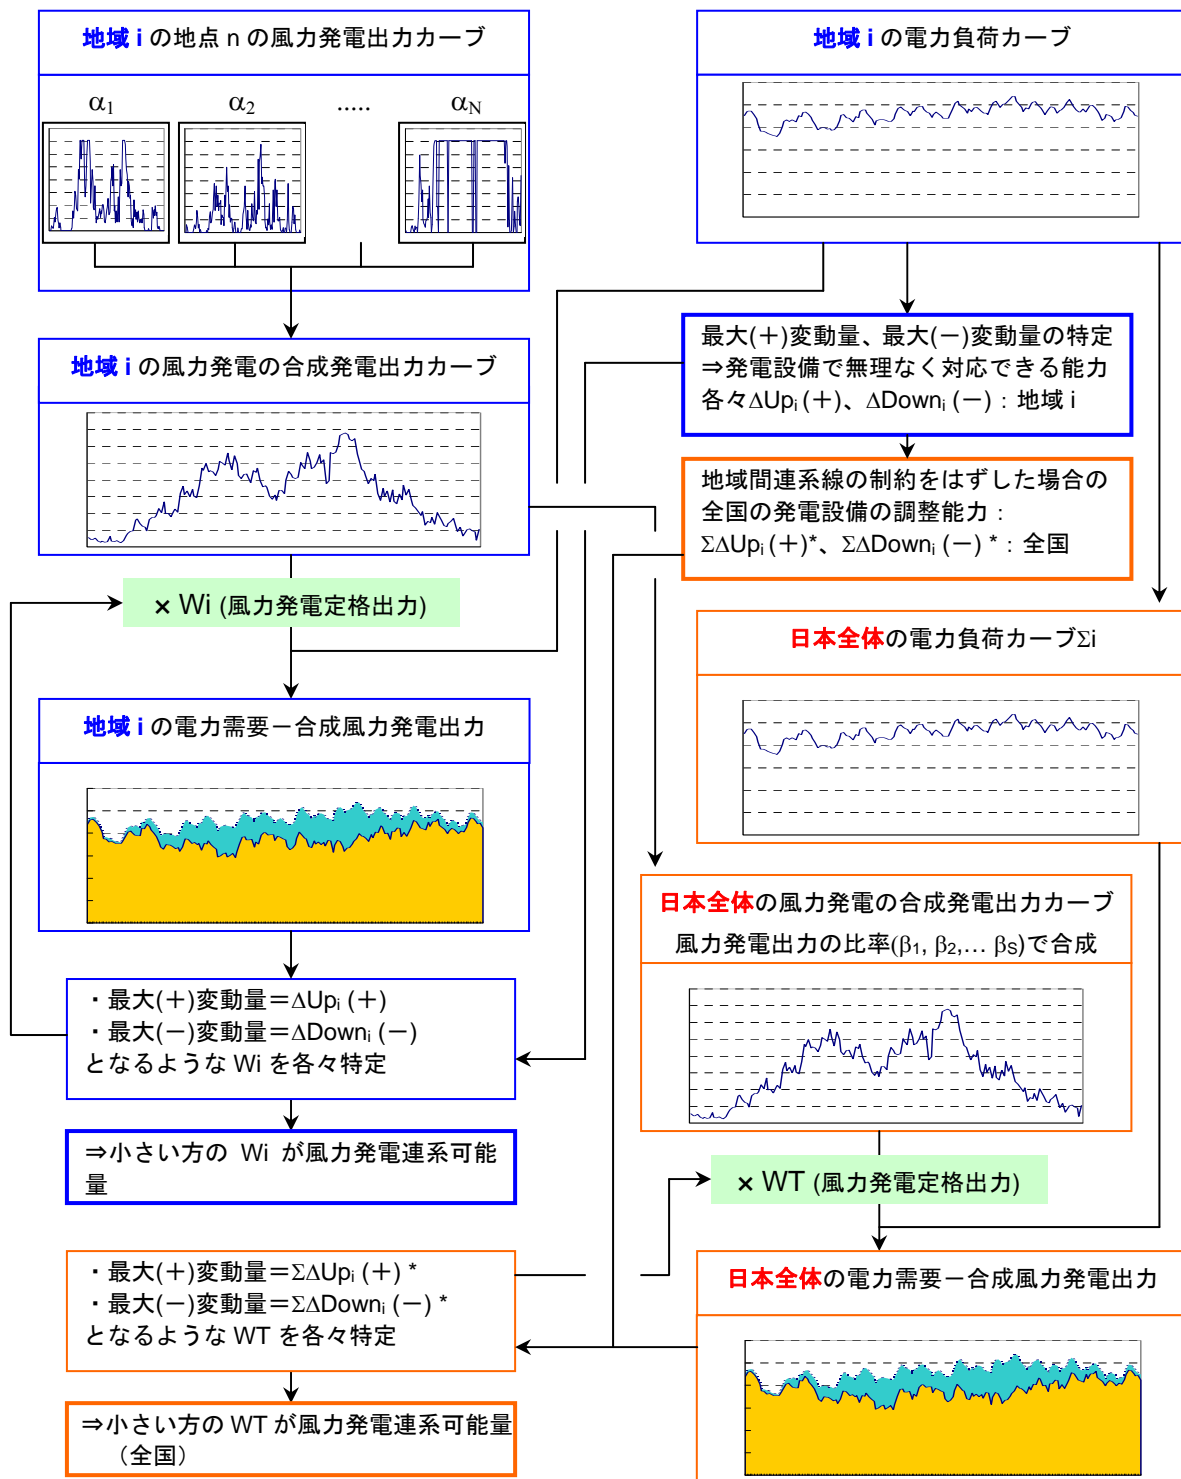 地域 i の地点 n の風力発電出力カーブ
α1 α2 ..... αN
地域 i の電力負荷カーブ
最大(＋)変動量、最大(－)変動量の特定
⇒発電設備で無理なく対応できる能力
各々ΔUpi (＋)、ΔDowni (－)：地域 i
地域 i の風力発電の合成発電出力カーブ
地域間連系線の制約をはずした場合の
全国の発電設備の調整能力：
ΣΔUpi (＋)*、ΣΔDowni (－) *：全国
× Wi (風力発電定格出力)
日本全体の電力負荷カーブΣi
地域 i の電力需要－合成風力発電出力
日本全体の風力発電の合成発電出力カーブ
風力発電出力の比率(β1, β2,... βS)で合成
・最大(＋)変動量＝ΔUpi (＋)
・最大(－)変動量＝ΔDowni (－)
となるような Wi を各々特定
⇒小さい方の Wi が風力発電連系可能
量
× WT (風力発電定格出力)
・最大(＋)変動量＝ΣΔUpi (＋) *
・最大(－)変動量＝ΣΔDowni (－) *
となるような WT を各々特定
日本全体の電力需要－合成風力発電出力
⇒小さい方の WT が風力発電連系可能量
（全国）